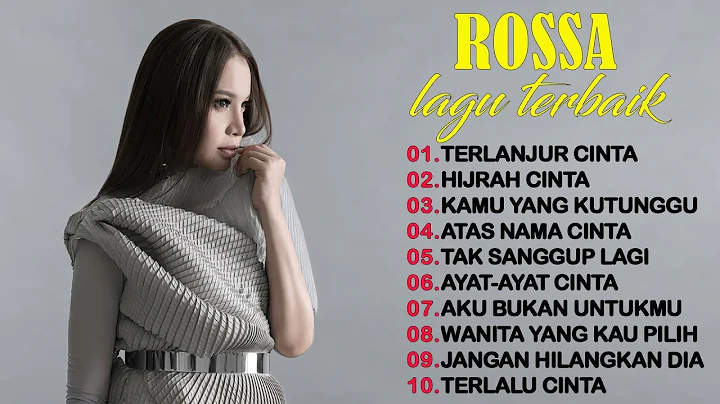 ROSSA
lagu terbaik
01.TERLANJUR CINTA
02.HIJRAH CINTA
03.KAMU YANG KUTUNGGU
04.ATAS NAMA CINTA
05.TAK SANGGUP LAGI
06.AYAT-AYAT CINTA
07.AKU BUKAN UNTUKMU
08.WANITA YANG KAU PILIH
09.JANGAN HILANGKAN DIA
10.TERLALU CINTA